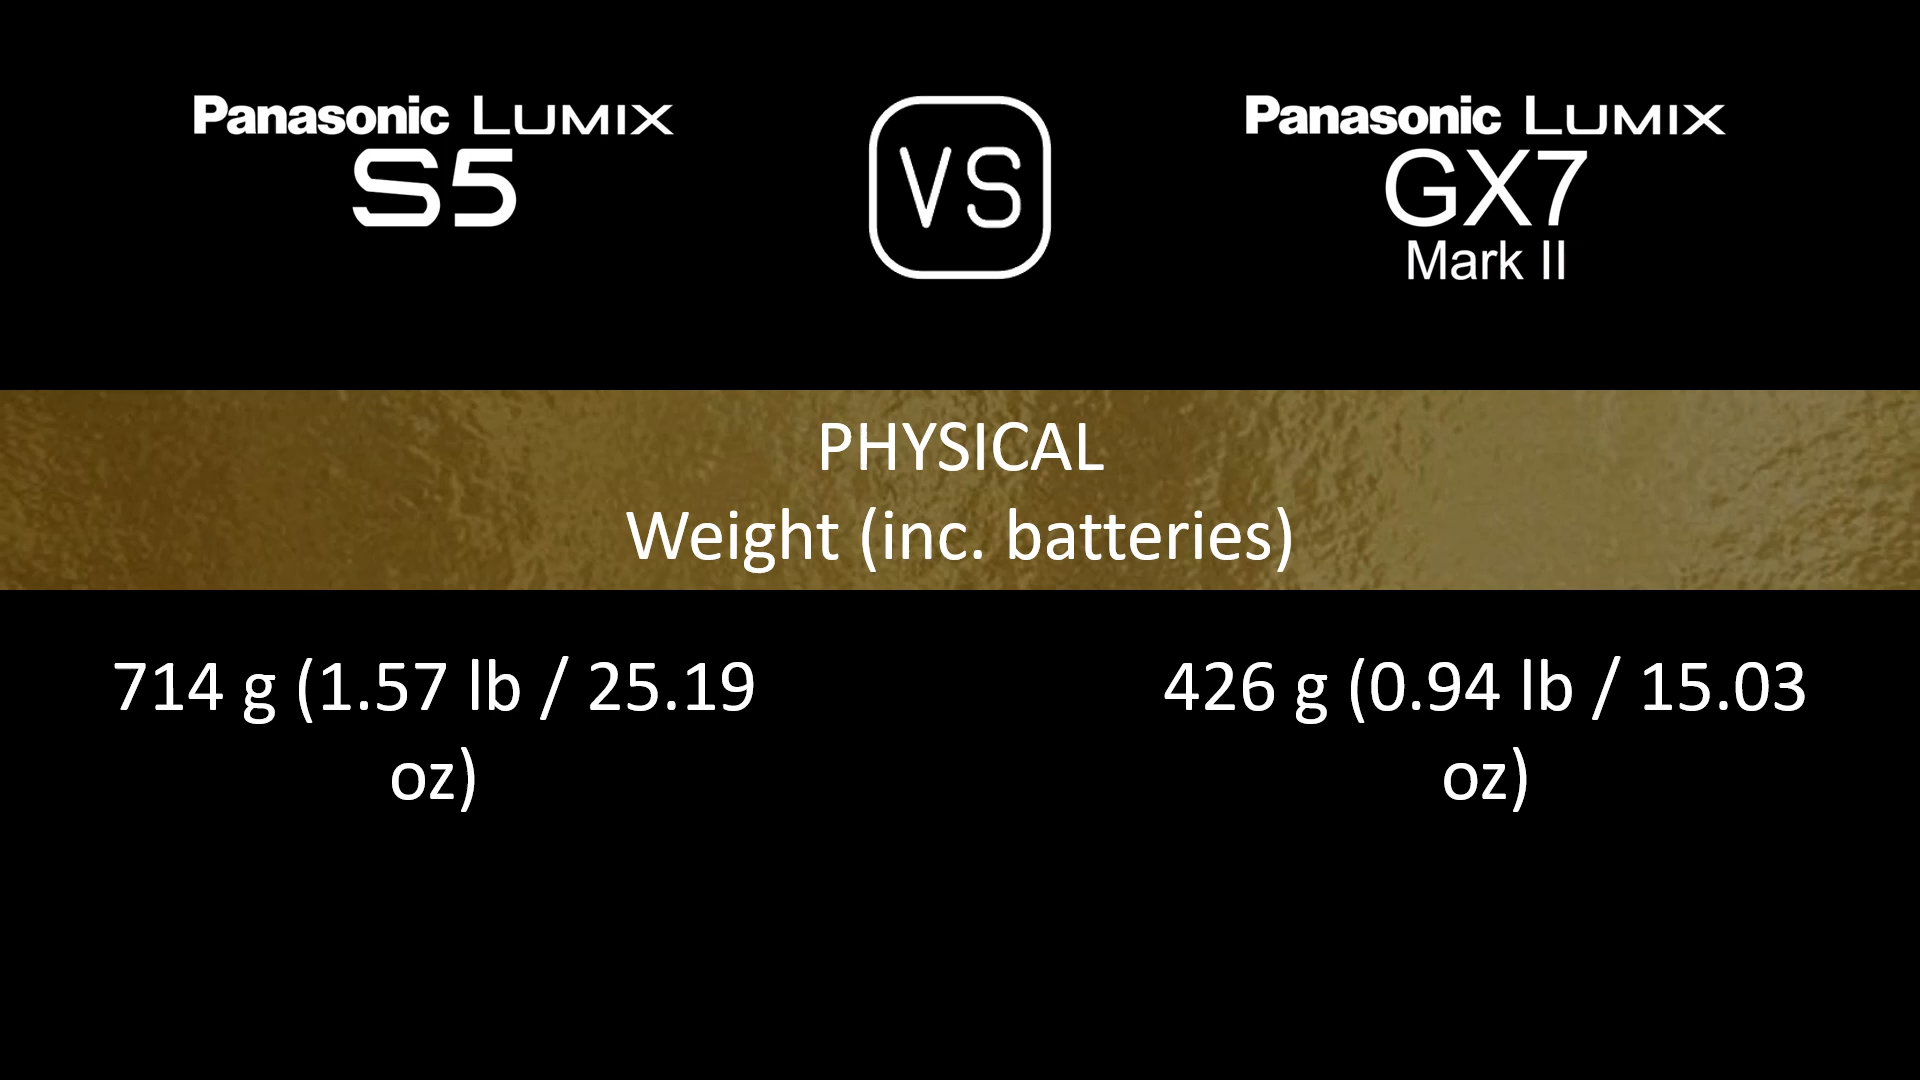 Panasonic LUMIX
S5
VS
Panasonic LUMIX
GX7
Mark II
PHYSICAL
Weight (inc. batteries)
714 g (1.57 lb / 25.19
oz)
426 g (0.94 lb / 15.03
oz)